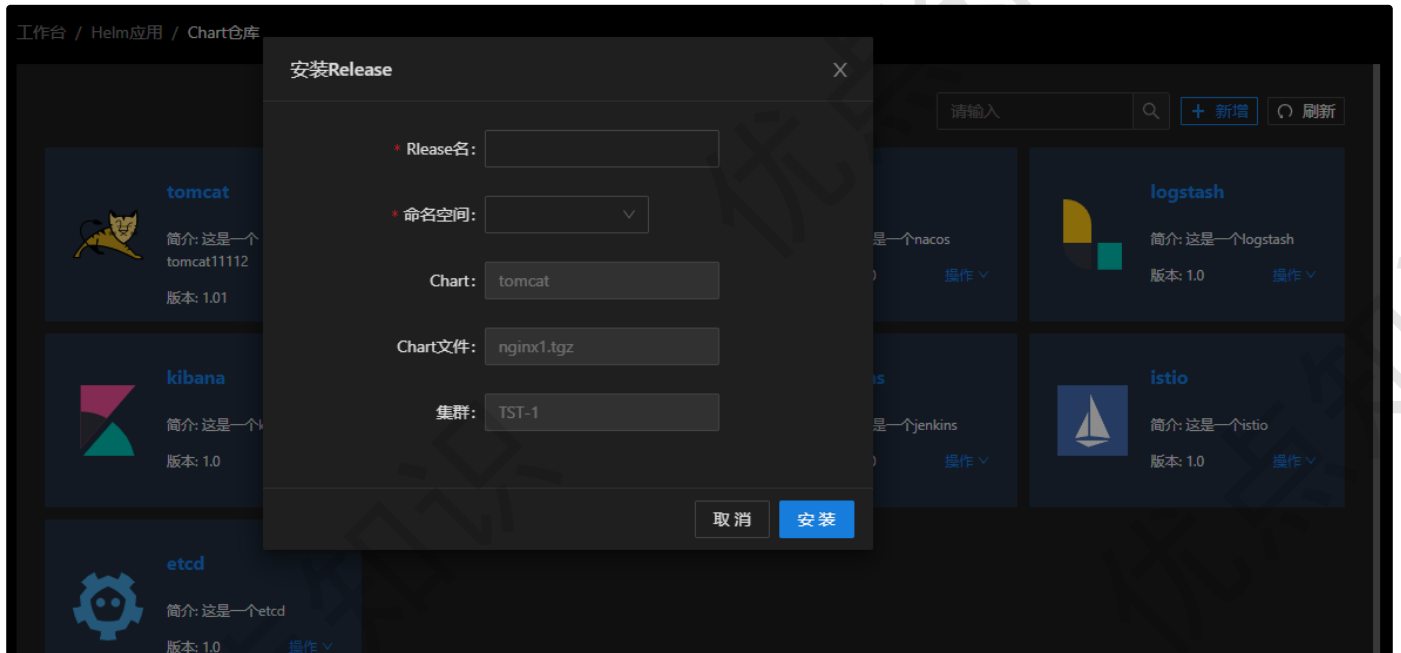 工作台 / Helm应用 / Chart仓库
安装Release
X
请输入
+ 新增
刷新
* Rlease名:
* 命名空间:
Chart: tomcat
Chart文件: nginx1.tgz
集群: TST-1
取 消
安 装
tomcat
简介: 这是一个
tomcat11112
版本: 1.01
是一个nacos
操作
logstash
简介: 这是一个logstash
版本: 1.0
操作
kibana
简介: 这是一个k
版本: 1.0
ns
是一个jenkins
操作
istio
简介: 这是一个istio
版本: 1.0
操作
etcd
简介: 这是一个etcd
版本: 1.0
操作